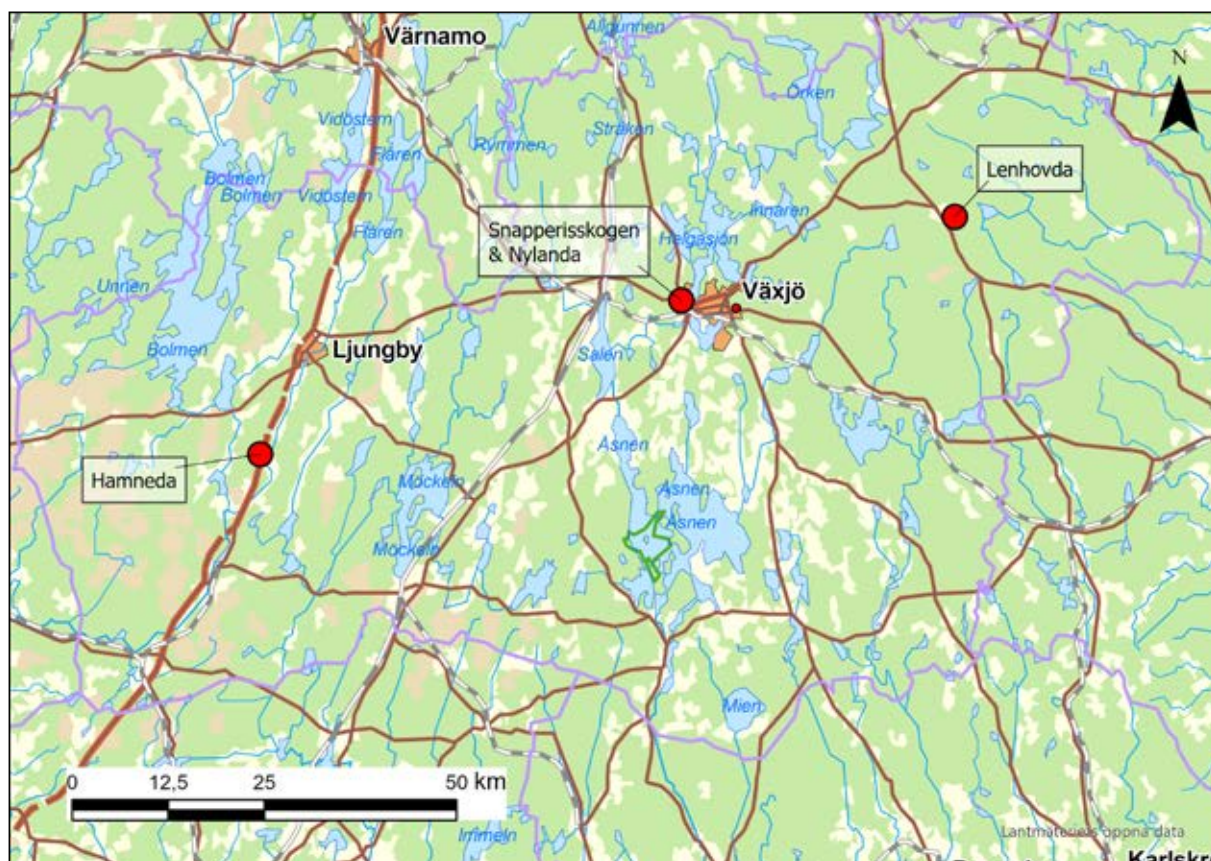 Värnamo
Allgunnen
N
Örken
Vidöstern
Stråken
Rymmen
Flåren
Lenhovda
Bolmen
Bolmen
Vidöstern
Innaren
Snapperisskogen
& Nylanda
Helgasjön
Flåren
Unnen
Växjö
Bolmen
Ljungby
Salen
Åsnen
Hamneda
Möckeln
Åsnen
Åsnen
Möckeln
Mien
0 12,5 25 50 km
Immeln
Lantmäteriets öppna data